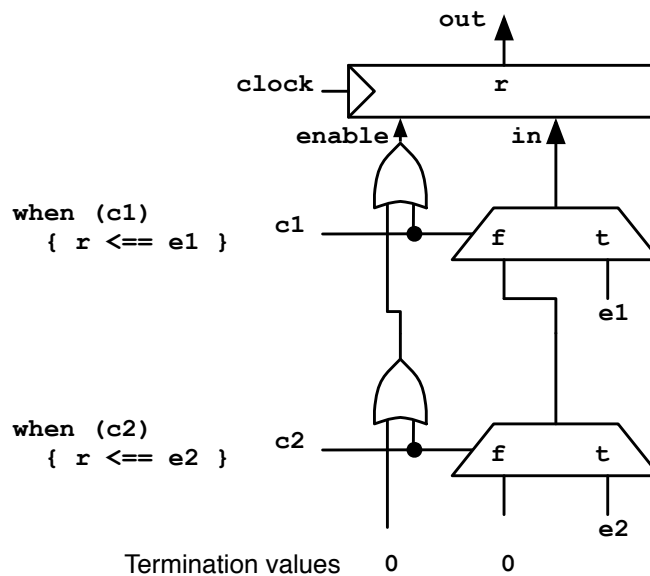 out
clock
r
enable
in
when (c1)
{ r <== e1 }
c1
f
t
e1
when (c2)
{ r <== e2 }
c2
f
t
e2
Termination values 0 0